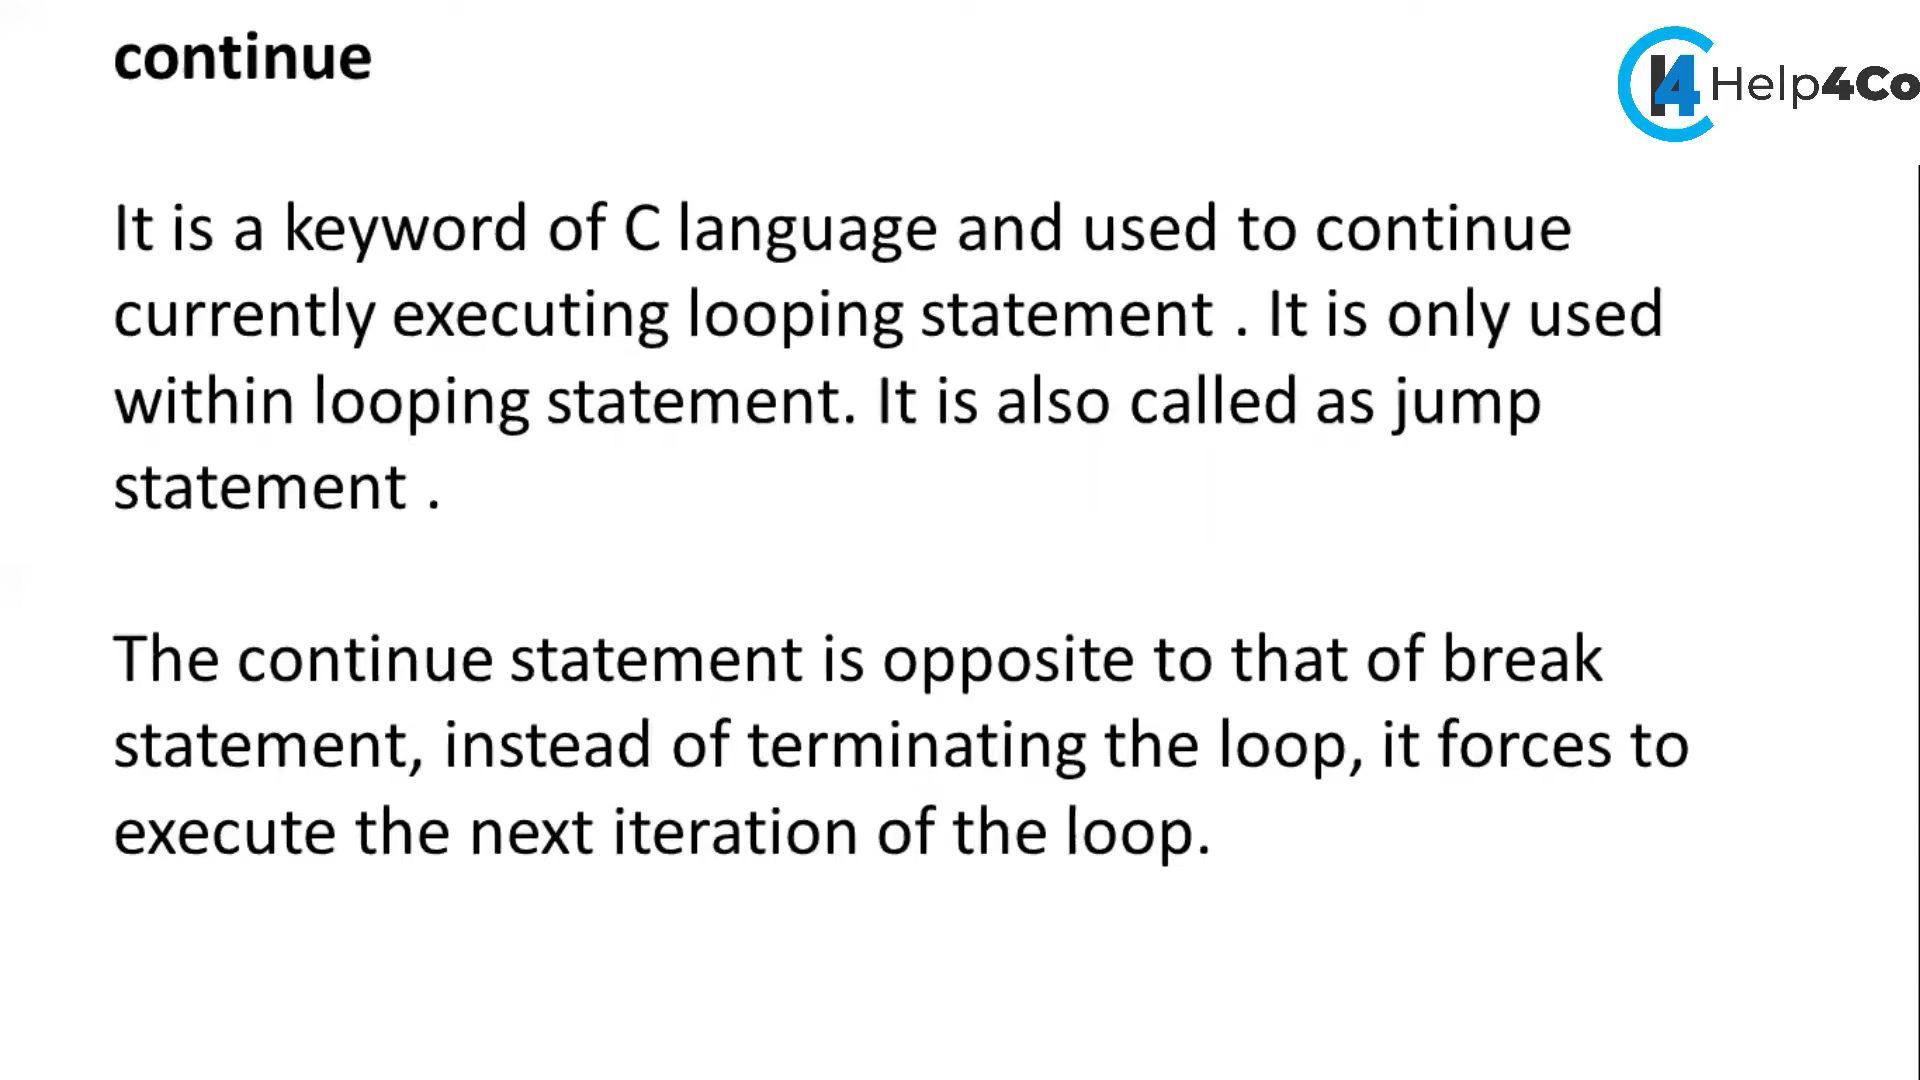 continue
Help4Co
It is a keyword of C language and used to continue
currently executing looping statement . It is only used
within looping statement. It is also called as jump
statement .
The continue statement is opposite to that of break
statement, instead of terminating the loop, it forces to
execute the next iteration of the loop.